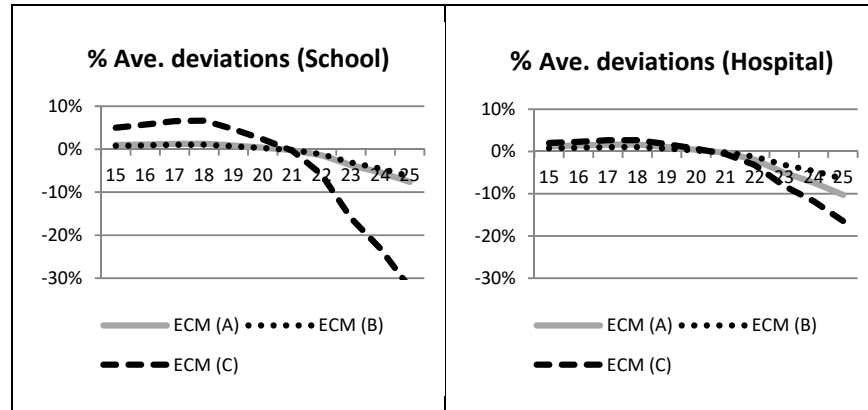 % Ave. deviations (School)
10%
0%
15 16 17 18 19 20 21 22 23 24 25
-10%
-20%
-30%
ECM (A) ECM (B)
ECM (C)
% Ave. deviations (Hospital)
10%
0%
15 16 17 18 19 20 21 22 23 24 25
-10%
-20%
-30%
ECM (A) ECM (B)
ECM (C)